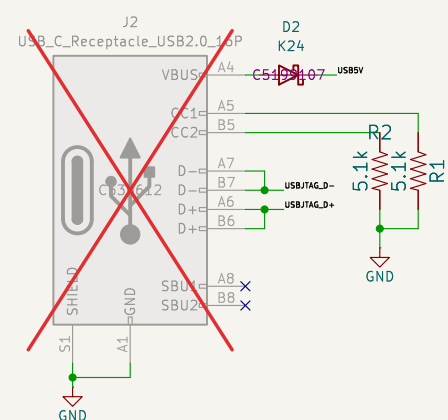 J2
USB_C_Receptacle_USB2.0_16P
D2
K24
VBUS
A4
C5199107
USB5V
CC1
A5
CC2
B5
R2
5.1k
5.1k
R1
D-
A7
D-
B7
USBJTAG_D-
D+
A6
USBJTAG_D+
D+
B6
GND
SBU1
A8
SBU2
B8
SHIELD
GND
S1
A1
GND